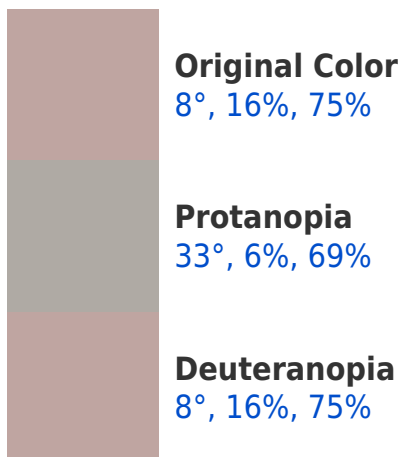 Original Color
8°, 16%, 75%
Protanopia
33°, 6%, 69%
Deuteranopia
8°, 16%, 75%